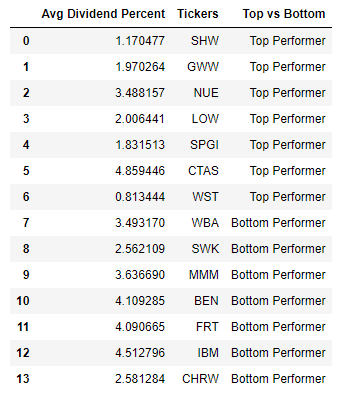 Avg Dividend Percent Tickers Top vs Bottom
0 1.170477 SHW Top Performer
1 1.970264 GWW Top Performer
2 3.488157 NUE Top Performer
3 2.006441 LOW Top Performer
4 1.831513 SPGI Top Performer
5 4.859446 CTAS Top Performer
6 0.813444 WST Top Performer
7 3.493170 WBA Bottom Performer
8 2.562109 SWK Bottom Performer
9 3.636690 MMM Bottom Performer
10 4.109285 BEN Bottom Performer
11 4.090665 FRT Bottom Performer
12 4.512796 IBM Bottom Performer
13 2.581284 CHRW Bottom Performer